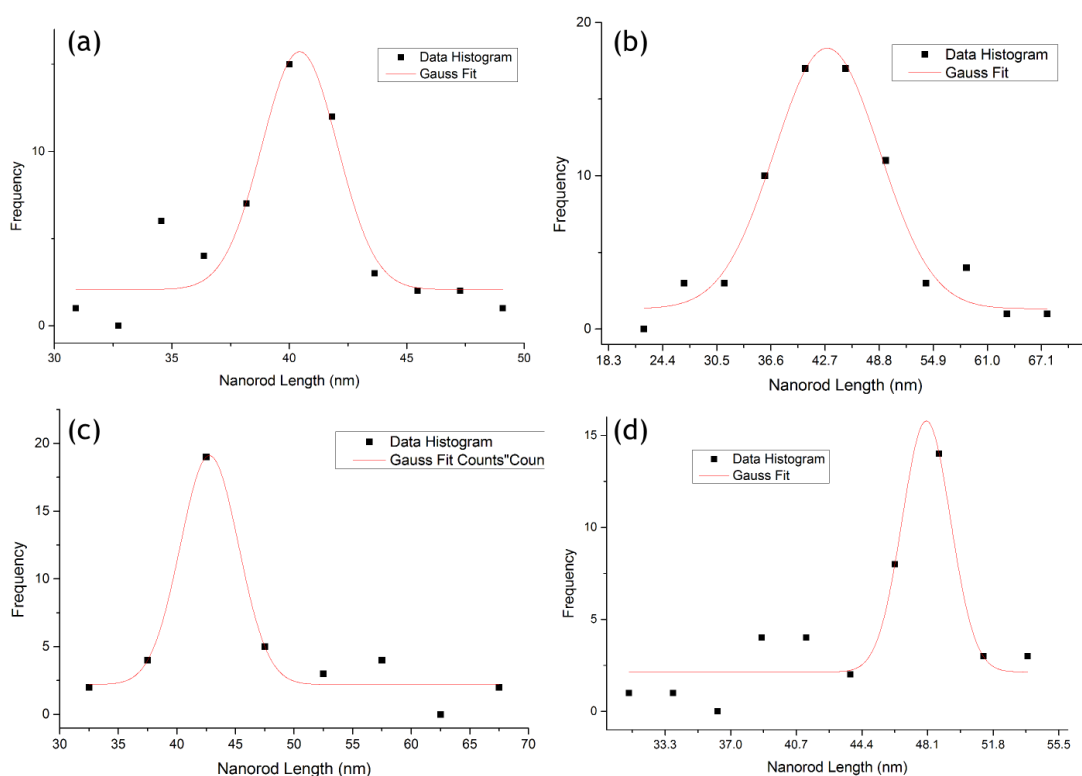 (a)
Data Histogram
Gauss Fit
10
0
Frequency
30 35 40 45 50
Nanorod Length (nm)
(b)
Data Histogram
Gauss Fit
20
10
0
Frequency
18.3 24.4 30.5 36.6 42.7 48.8 54.9 61.0 67.1
Nanorod Length (nm)
(c)
Data Histogram
Gauss Fit Counts"Coun
20
15
10
5
0
Frequency
30 35 40 45 50 55 60 65 70
Nanorod Length (nm)
(d)
Data Histogram
Gauss Fit
15
10
5
0
Frequency
33.3 37.0 40.7 44.4 48.1 51.8 55.5
Nanorod Length (nm)